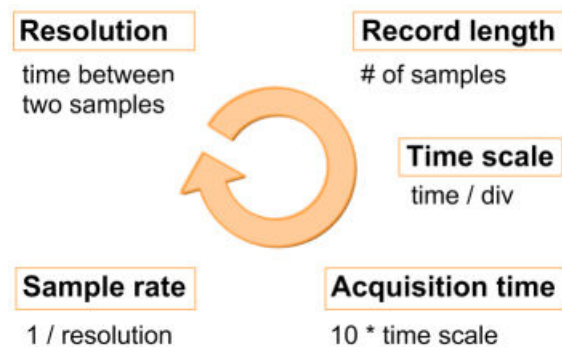 Resolution
time between
two samples
Record length
# of samples
Time scale
time / div
Sample rate
1 / resolution
Acquisition time
10 * time scale